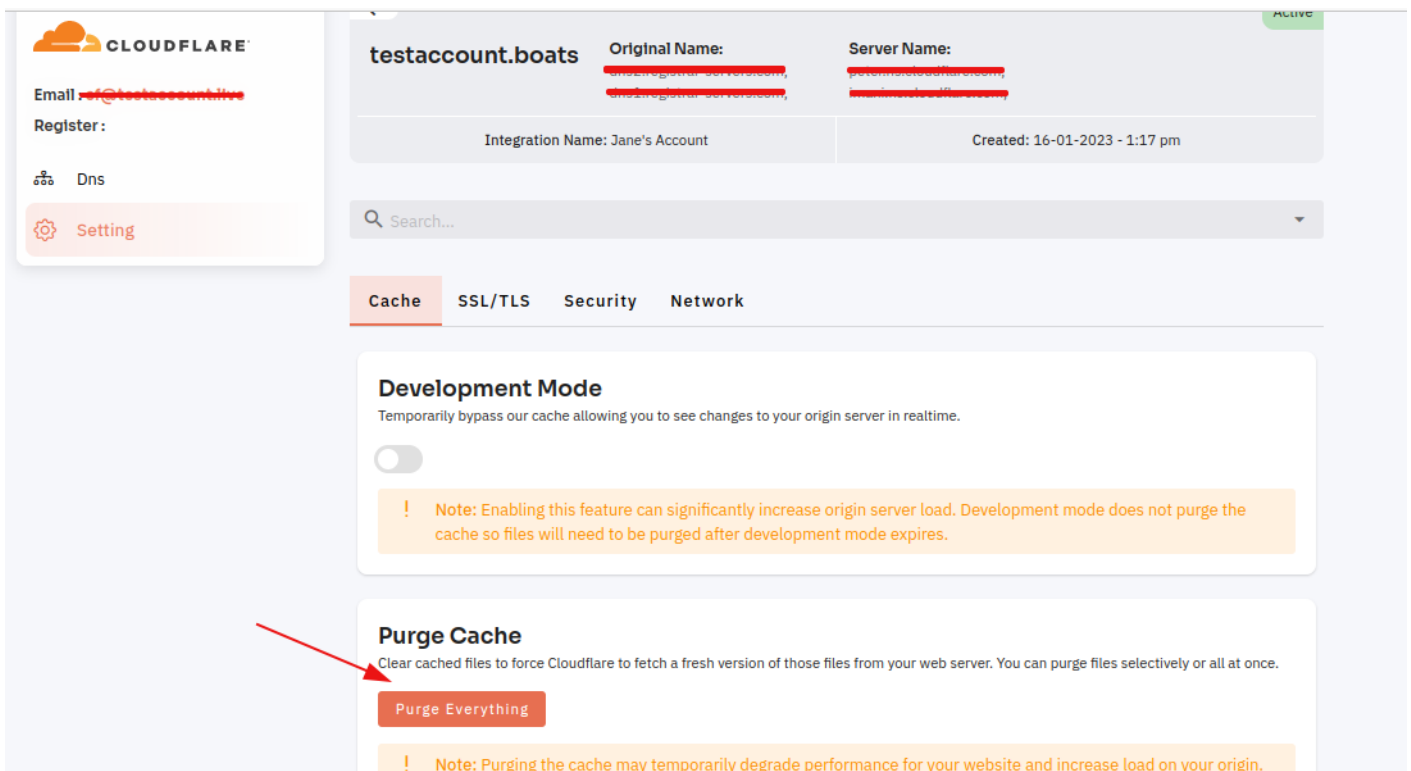 Active
CLOUDFLARE
testaccount.boats
Original Name:
Server Name:
Email :
Register :
Integration Name: Jane's Account
Created: 16-01-2023 - 1:17 pm
Dns
Setting
Search...
Cache
SSL/TLS
Security
Network
Development Mode
Temporarily bypass our cache allowing you to see changes to your origin server in realtime.
! Note: Enabling this feature can significantly increase origin server load. Development mode does not purge the
cache so files will need to be purged after development mode expires.
Purge Cache
Clear cached files to force Cloudflare to fetch a fresh version of those files from your web server. You can purge files selectively or all at once.
Purge Everything
! Note: Purging the cache may temporarily degrade performance for your website and increase load on your origin.